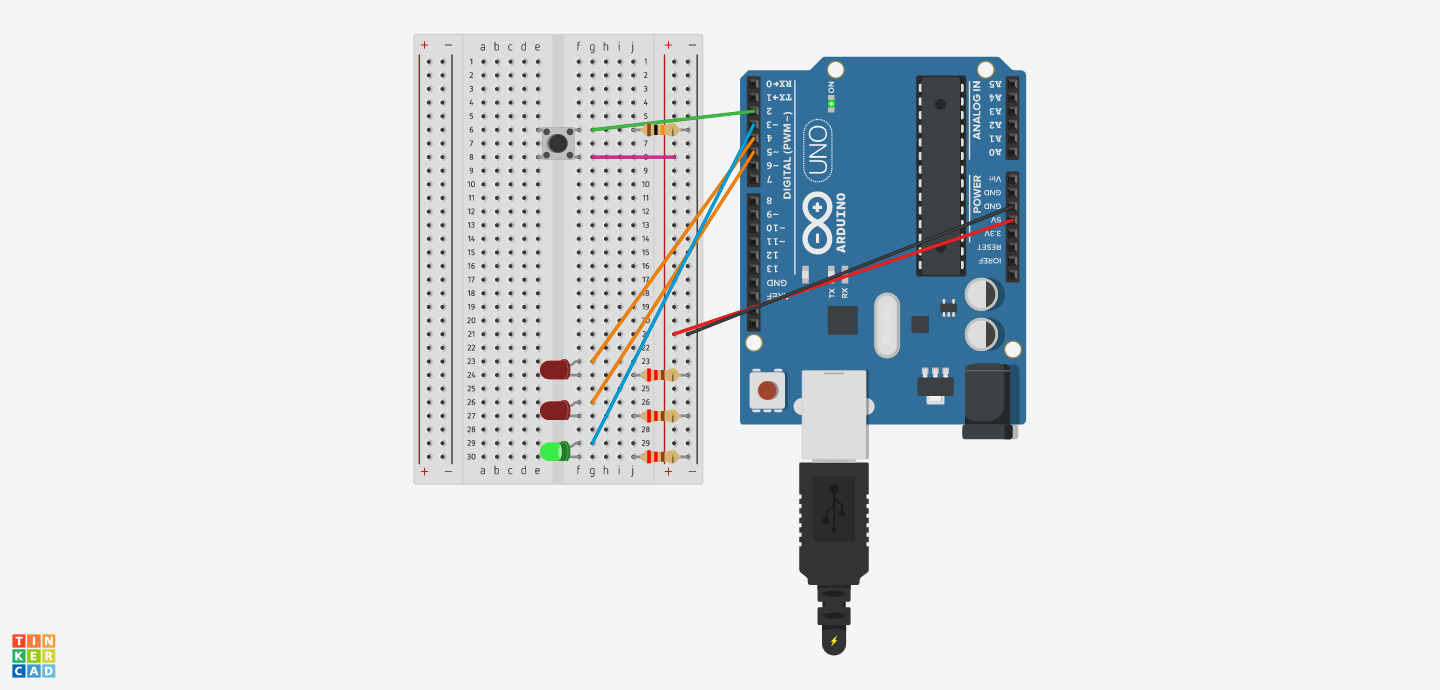 + − a b c d e f g h i j + −
1 1
2 2
3 3
4 4
5 5
6
7 7
8
9 9
10 10
11 11
12 12
13 13
14 14
15 15
16 16
17 17
18 18
19 19
20 20
21 21
22 22
23 23
24 24
25 25
26 26
27 27
28 28
29 29
30 30
+ − a b c d e f g h i j + −
RX←0
TX→1
2
~3
4
~5
~6
7
8
~9
~10
~11
12
13
GND
DIGITAL (PWM~)
ON
UNO
ARDUINO
TX
RX
ANALOG IN
A5
A4
A3
A2
A1
A0
POWER
Vin
GND
GND
5V
3.3V
RESET
IOREF
TIN
KER
CAD